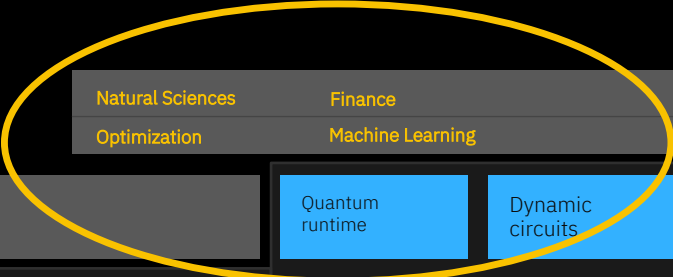 Natural Sciences
Finance
Optimization
Machine Learning
Quantum
runtime
Dynamic
circuits